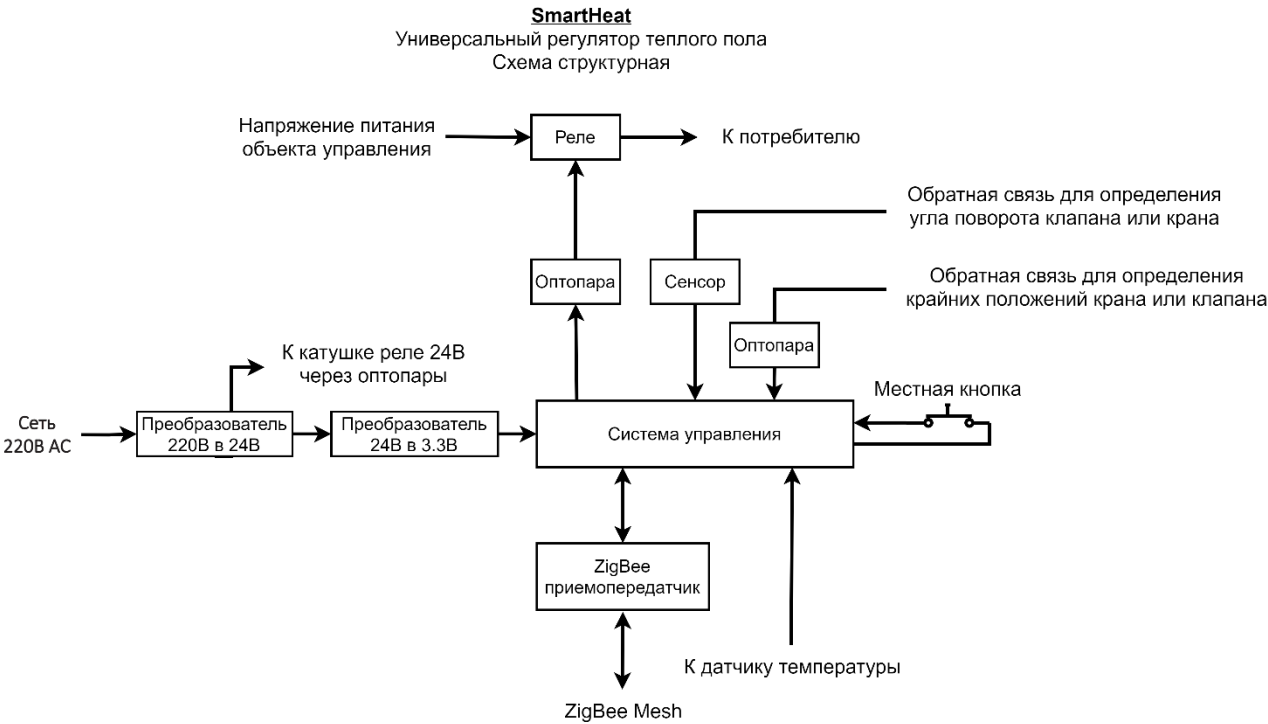 SmartHeat
Универсальный регулятор теплого пола
Схема структурная
Напряжение питания
объекта управления
Реле
К потребителю
Обратная связь для определения
угла поворота клапана или крана
Оптопара
Сенсор
Обратная связь для определения
крайних положений крана или клапана
Оптопара
К катушке реле 24В
через оптопары
Местная кнопка
Сеть
220В AC
Преобразователь
220В в 24В
Преобразователь
24В в 3.3В
Система управления
ZigBee
приемопередатчик
К датчику температуры
ZigBee Mesh